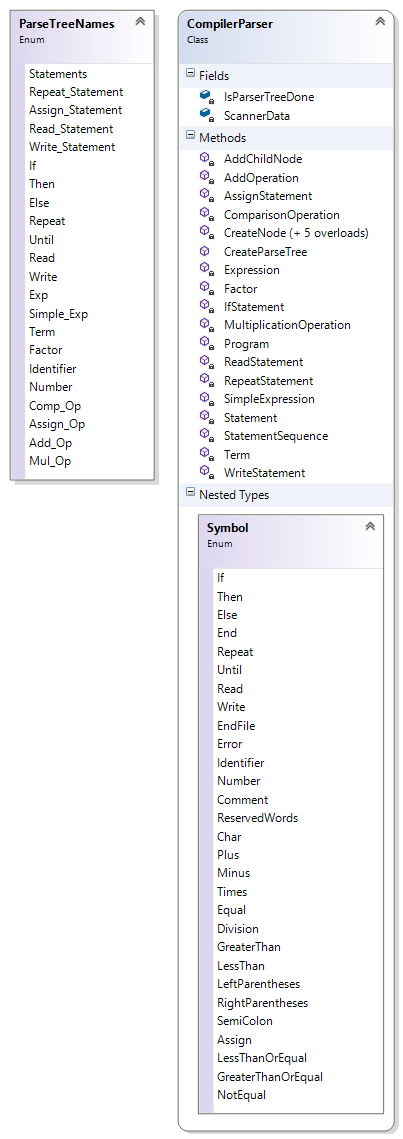 ParseTreeNames
Enum
Statements
Repeat_Statement
Assign_Statement
Read_Statement
Write_Statement
If
Then
Else
Repeat
Until
Read
Write
Exp
Simple_Exp
Term
Factor
Identifier
Number
Comp_Op
Assign_Op
Add_Op
Mul_Op
CompilerParser
Class
Fields
IsParserTreeDone
ScannerData
Methods
AddChildNode
AddOperation
AssignStatement
ComparisonOperation
CreateNode (+ 5 overloads)
CreateParseTree
Expression
Factor
IfStatement
MultiplicationOperation
Program
ReadStatement
RepeatStatement
SimpleExpression
Statement
StatementSequence
Term
WriteStatement
Nested Types
Symbol
Enum
If
Then
Else
End
Repeat
Until
Read
Write
EndFile
Error
Identifier
Number
Comment
ReservedWords
Char
Plus
Minus
Times
Equal
Division
GreaterThan
LessThan
LeftParentheses
RightParentheses
SemiColon
Assign
LessThanOrEqual
GreaterThanOrEqual
NotEqual